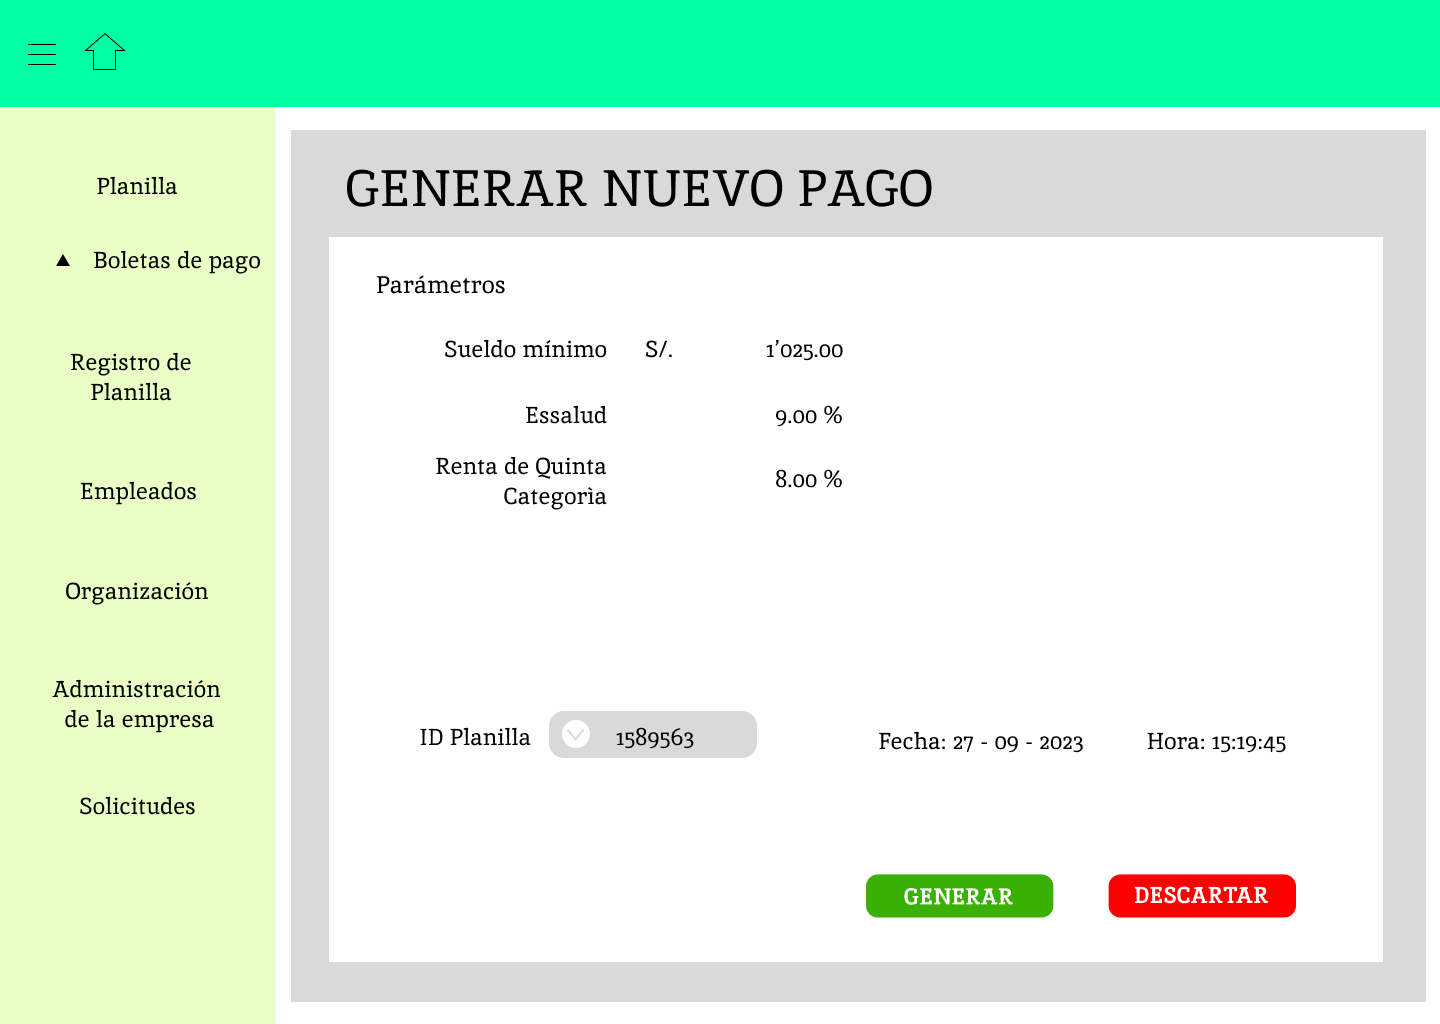 Planilla
Boletas de pago
Registro de
Planilla
Empleados
Organización
Administración
de la empresa
Solicitudes
GENERAR NUEVO PAGO
Parámetros
Sueldo mínimo S/. 1’025.00
Essalud 9.00 %
Renta de Quinta
Categorìa 8.00 %
ID Planilla 1589563 Fecha: 27 - 09 - 2023 Hora: 15:19:45
GENERAR DESCARTAR